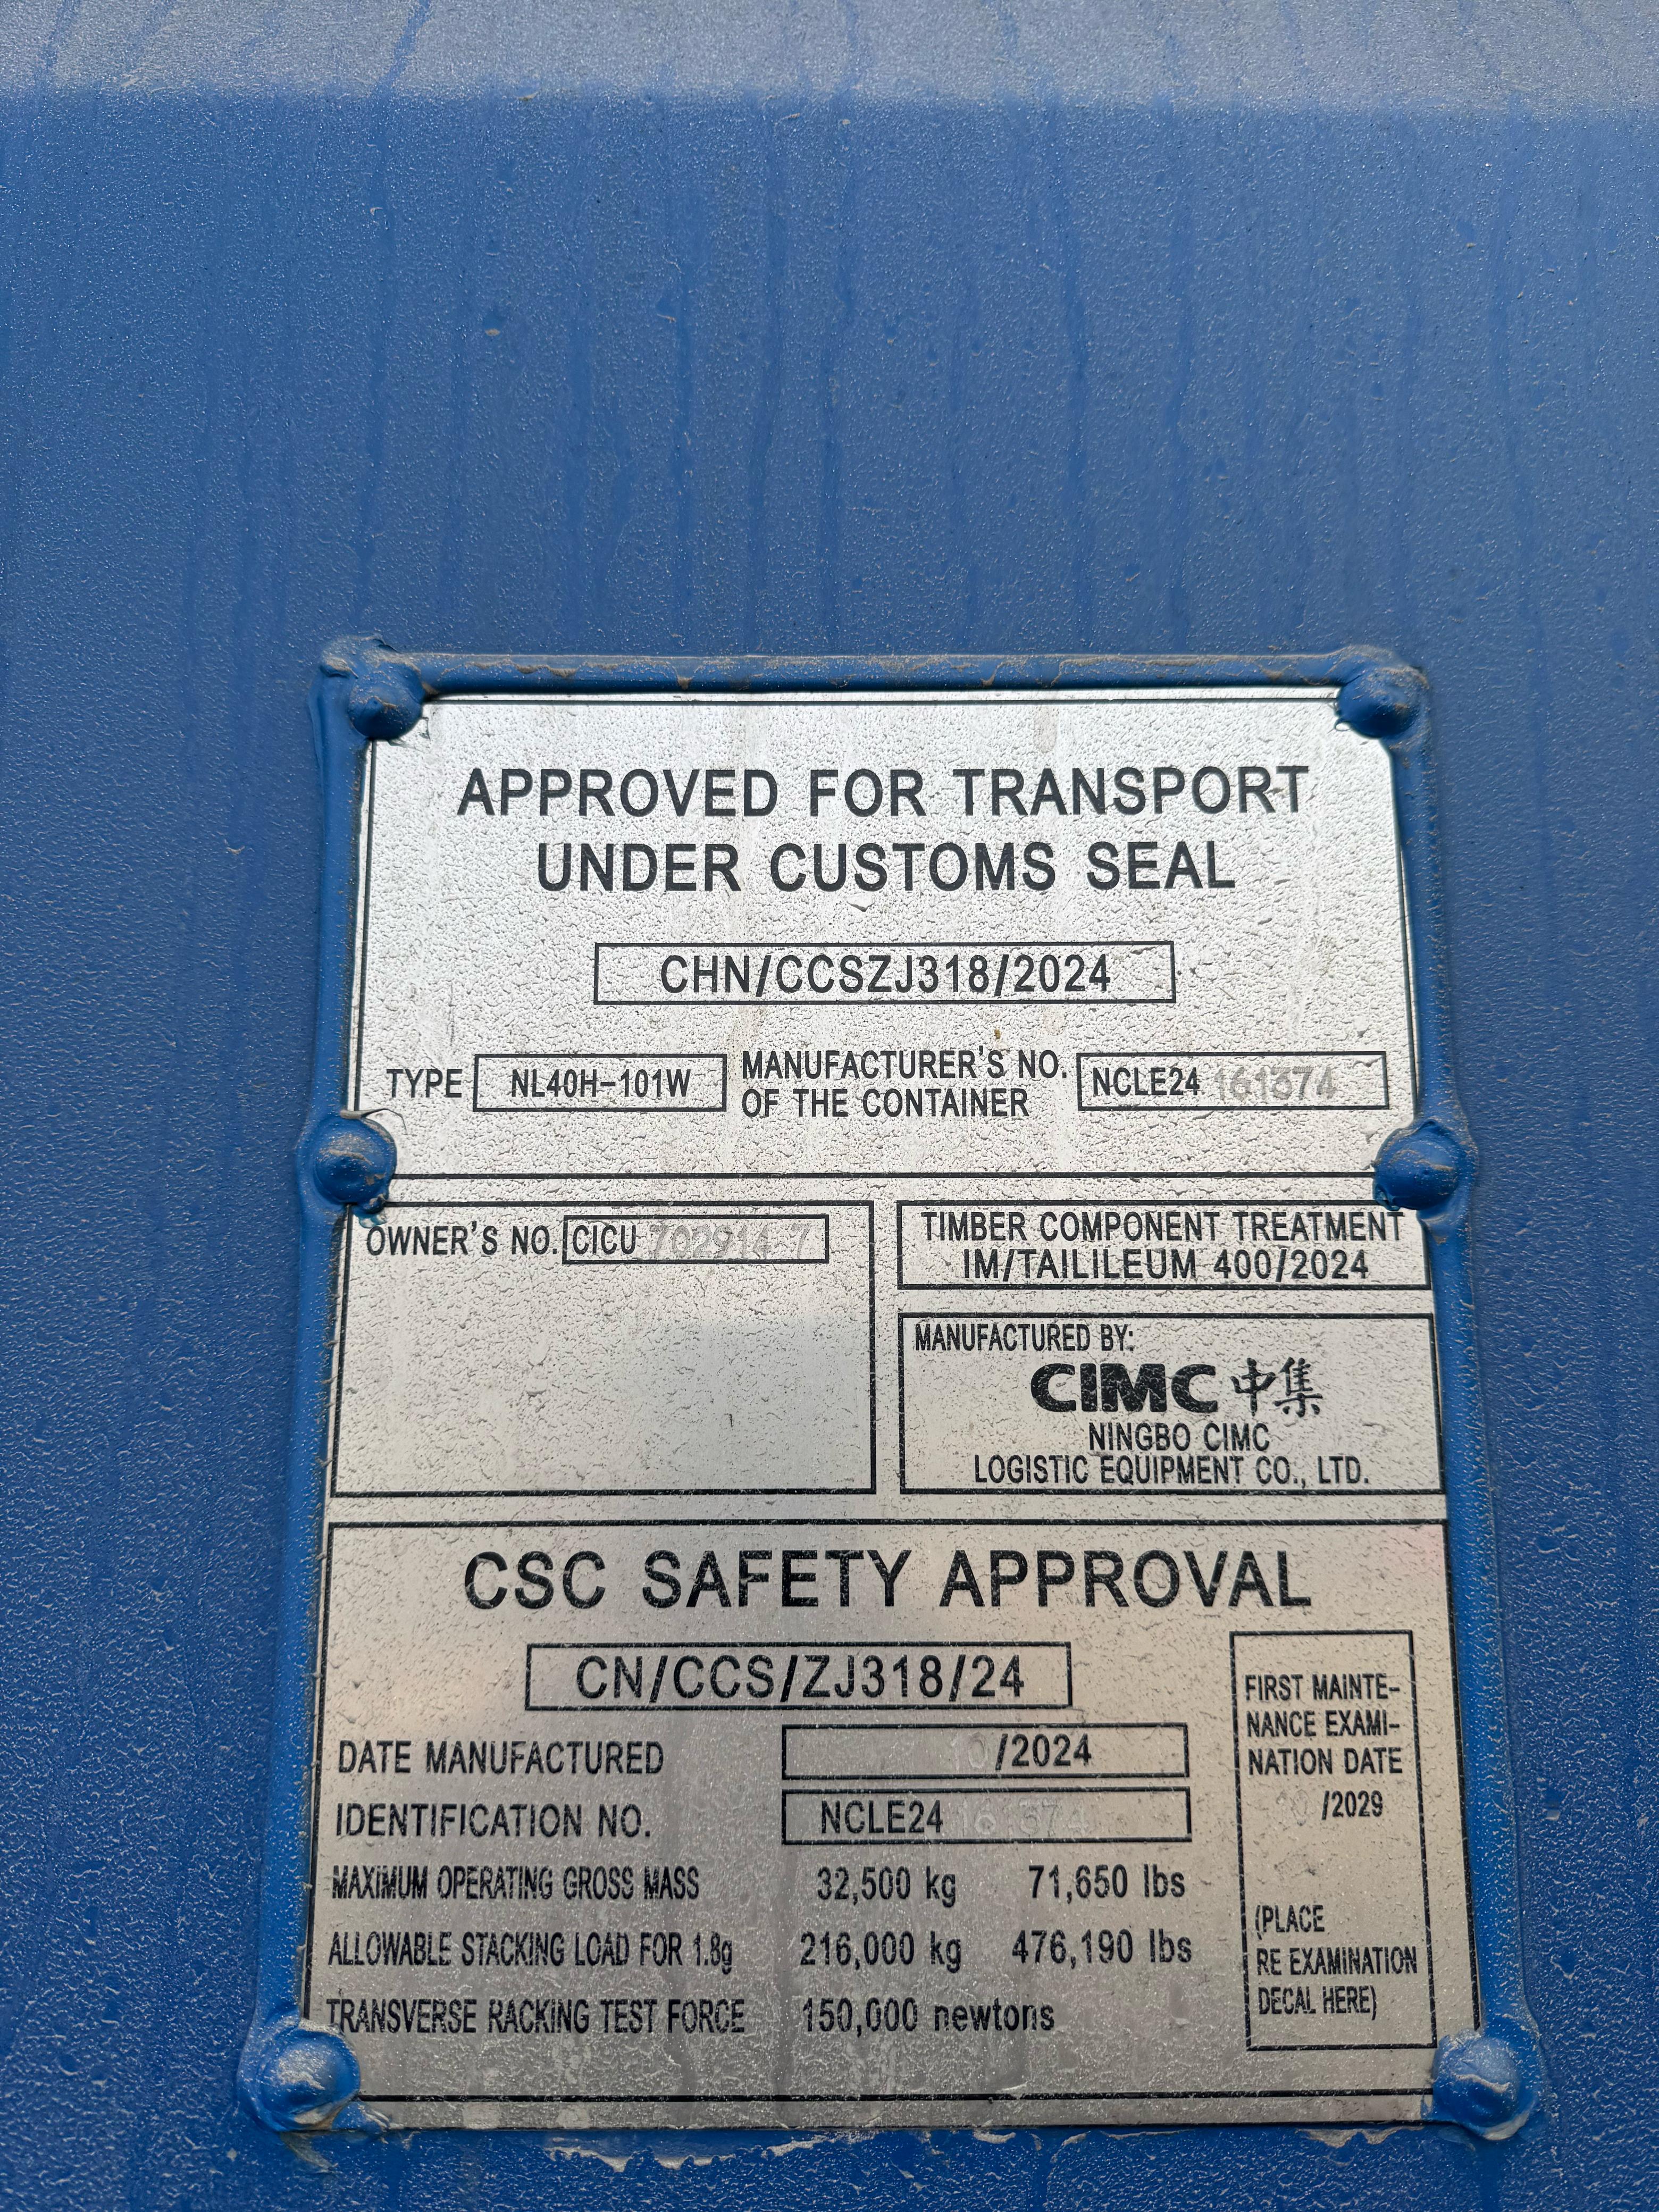 APPROVED FOR TRANSPORT
UNDER CUSTOMS SEAL
CHN/CCSZJ318/2024
TYPE NL40H-101W MANUFACTURER'S NO.
OF THE CONTAINER NCLE24 161374
OWNER'S NO. CICU 702914 7
TIMBER COMPONENT TREATMENT
IM/TAILILEUM 400/2024
MANUFACTURED BY:
CIMC 中集
NINGBO CIMC
LOGISTIC EQUIPMENT CO., LTD.
CSC SAFETY APPROVAL
CN/CCS/ZJ318/24
DATE MANUFACTURED /2024
IDENTIFICATION NO. NCLE24
MAXIMUM OPERATING GROSS MASS 32,500 kg 71,650 lbs
ALLOWABLE STACKING LOAD FOR 1.8g 216,000 kg 476,190 lbs
TRANSVERSE RACKING TEST FORCE 150,000 newtons
FIRST MAINTE-
NANCE EXAMI-
NATION DATE
/2029
(PLACE
RE EXAMINATION
DECAL HERE)